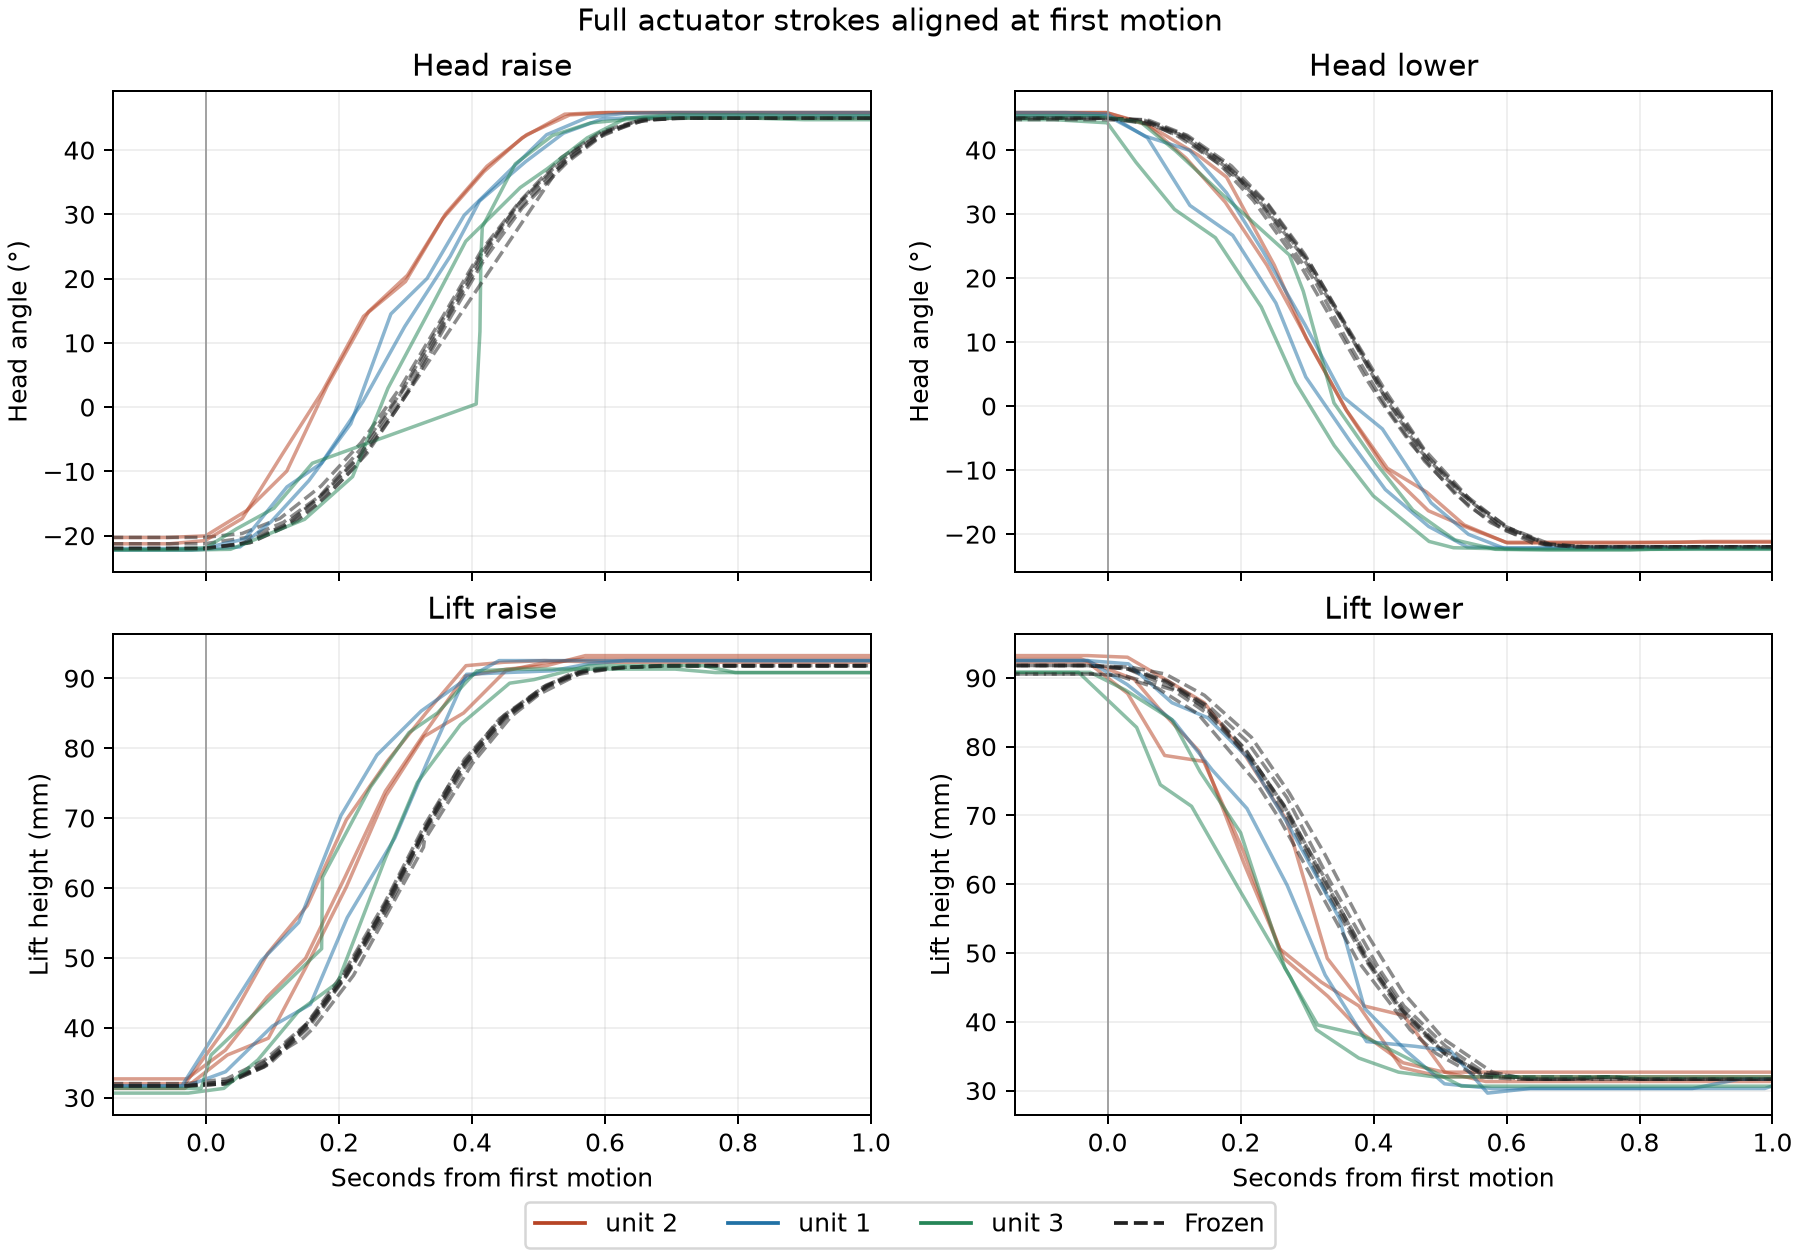 Full actuator strokes aligned at first motion
Head raise
Head lower
Head angle (°)
40
30
20
10
0
−10
−20
Head angle (°)
40
30
20
10
0
−10
−20
Lift raise
Lift lower
Lift height (mm)
90
80
70
60
50
40
30
0.0 0.2 0.4 0.6 0.8 1.0
Seconds from first motion
Lift height (mm)
90
80
70
60
50
40
30
0.0 0.2 0.4 0.6 0.8 1.0
Seconds from first motion
unit 2 unit 1 unit 3 Frozen